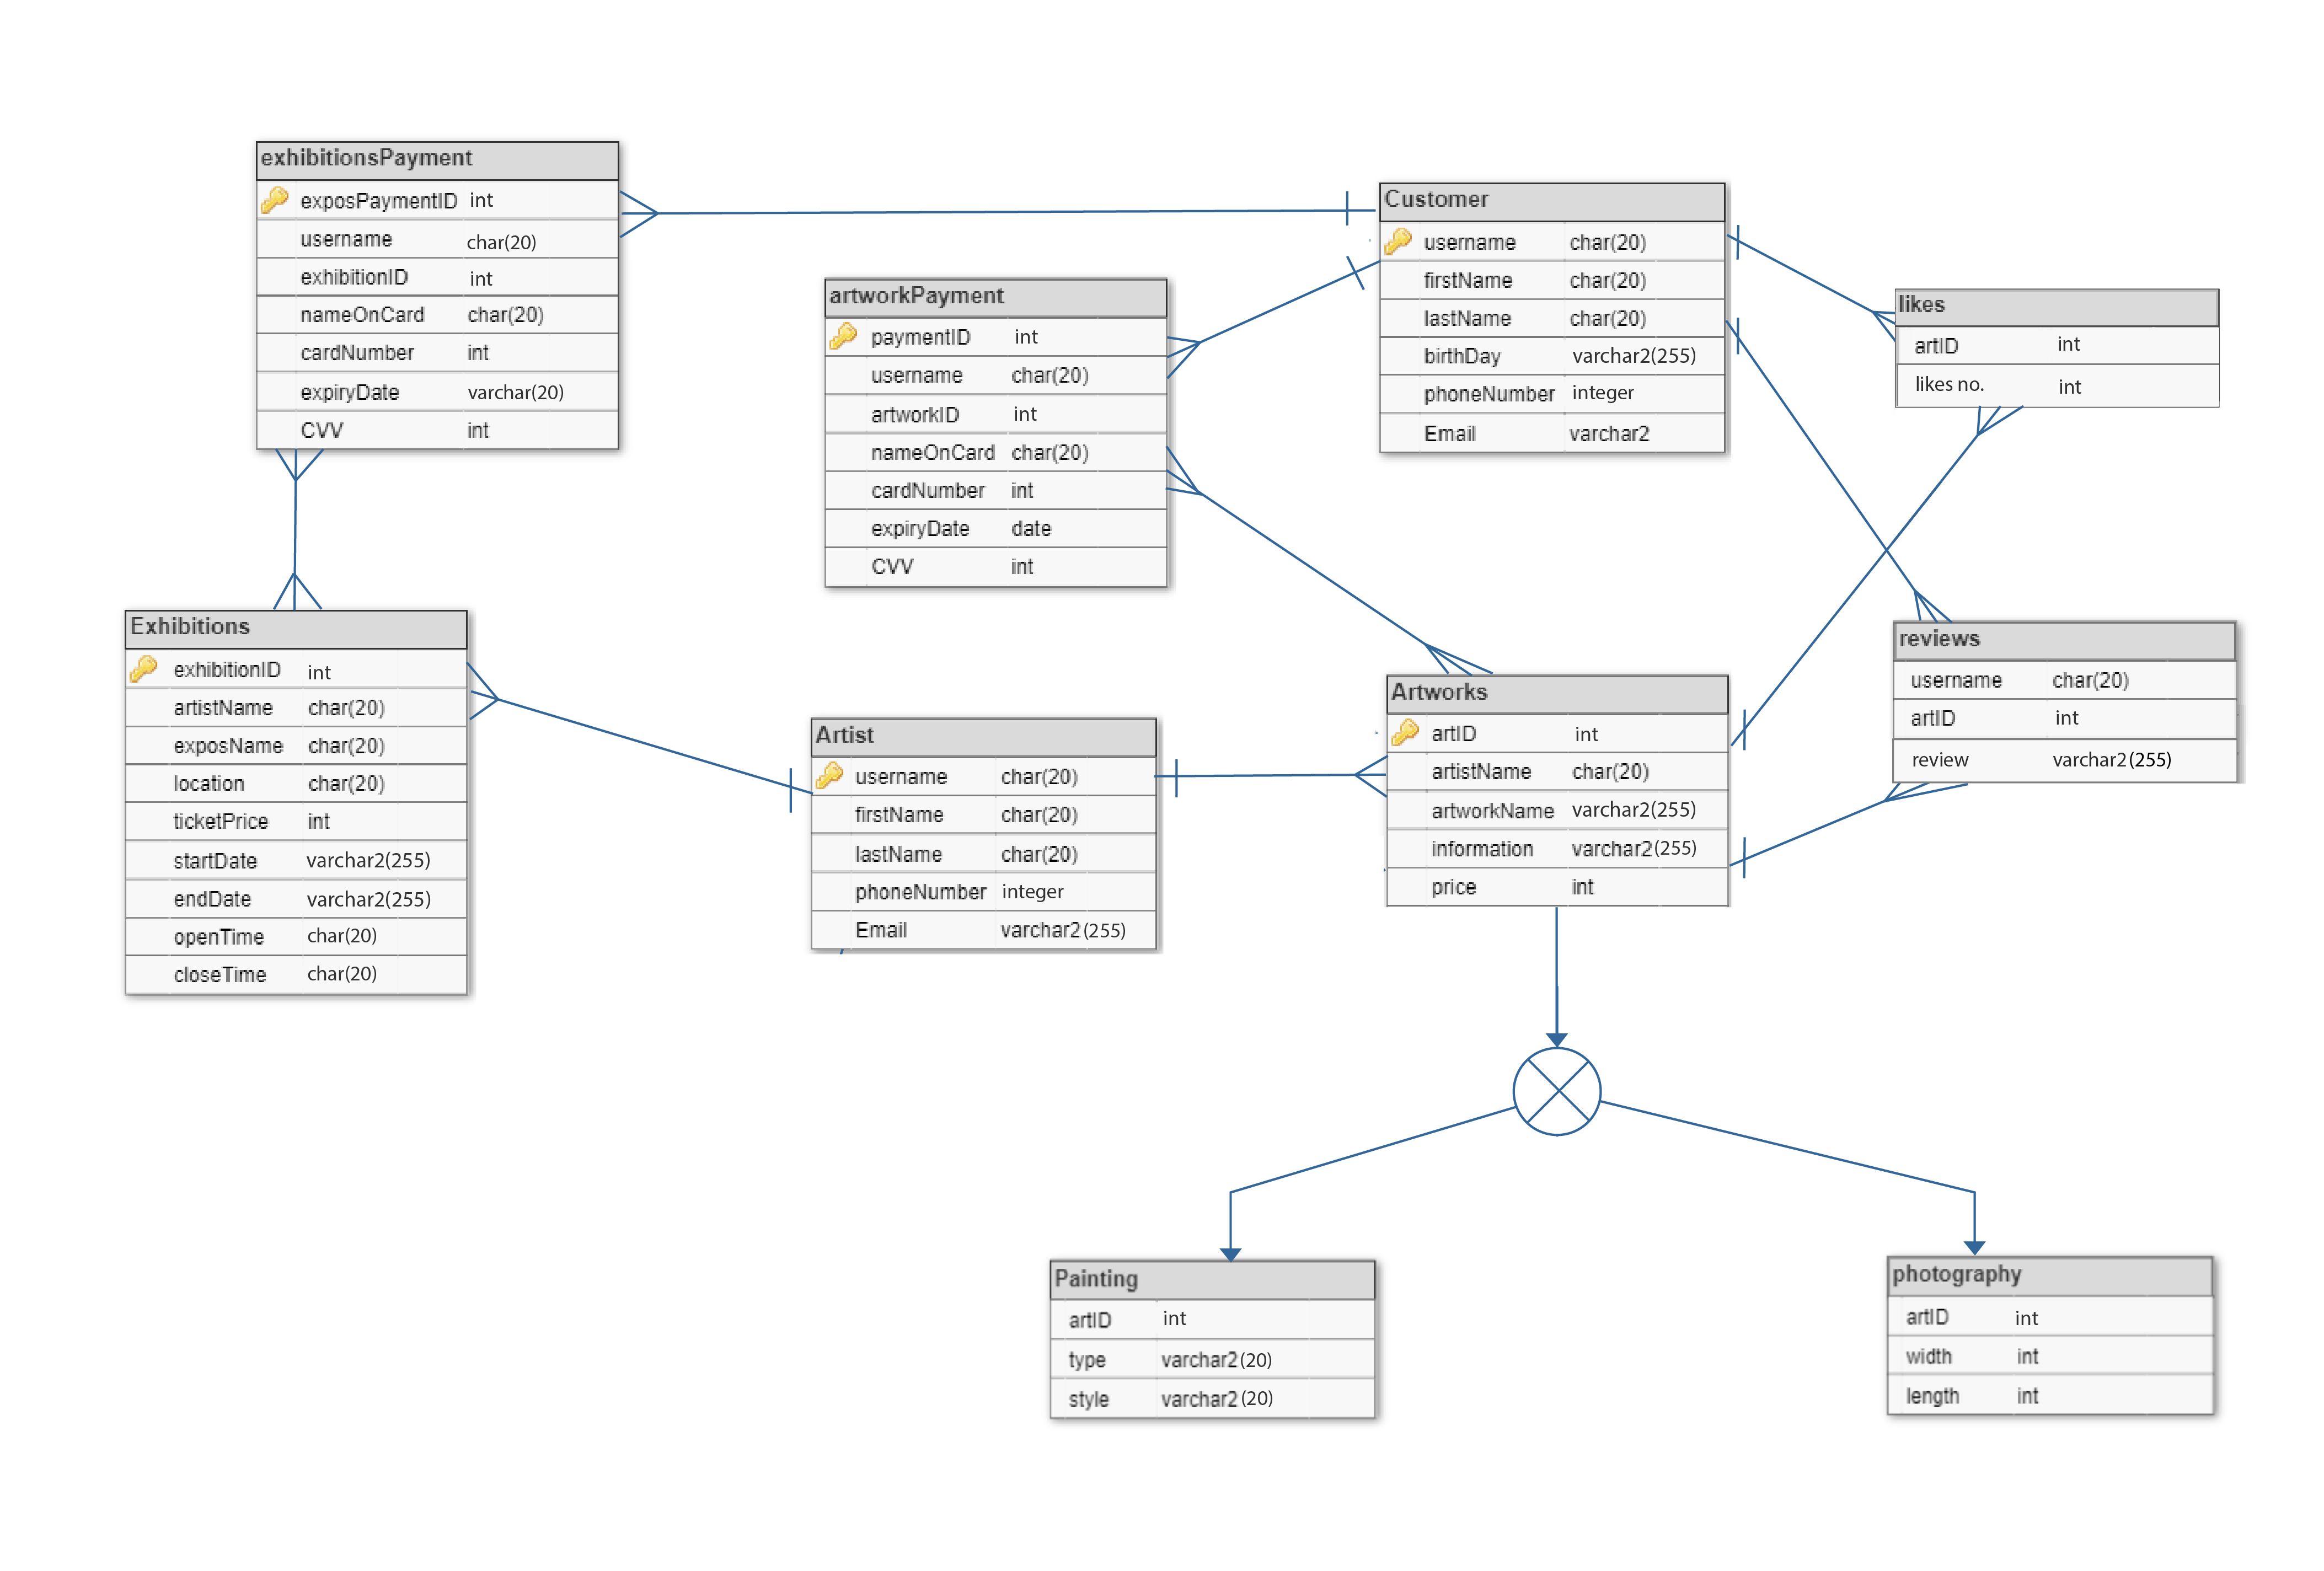 exhibitionsPayment
exposPaymentID int
username char(20)
exhibitionID int
nameOnCard char(20)
cardNumber int
expiryDate varchar(20)
CVV int
Customer
username char(20)
firstName char(20)
lastName char(20)
birthDay varchar2(255)
phoneNumber integer
Email varchar2
artworkPayment
paymentID int
username char(20)
artworkID int
nameOnCard char(20)
cardNumber int
expiryDate date
CVV int
likes
artID int
likes no. int
Exhibitions
exhibitionID int
artistName char(20)
exposName char(20)
location char(20)
ticketPrice int
startDate varchar2(255)
endDate varchar2(255)
openTime char(20)
closeTime char(20)
reviews
username char(20)
artID int
review varchar2(255)
Artist
username char(20)
firstName char(20)
lastName char(20)
phoneNumber integer
Email varchar2(255)
Artworks
artID int
artistName char(20)
artworkName varchar2(255)
information varchar2(255)
price int
Painting
artID int
type varchar2(20)
style varchar2(20)
photography
artID int
width int
length int